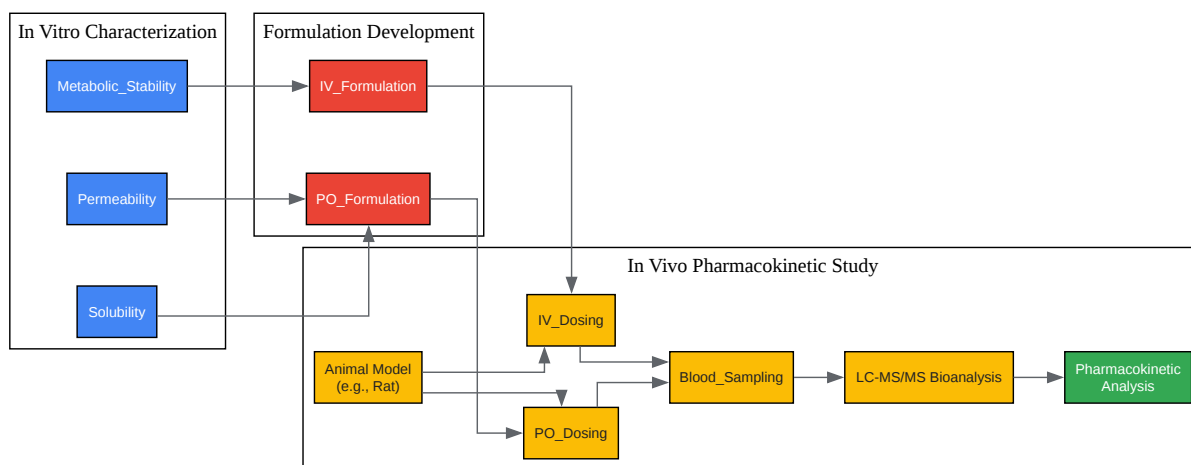 In Vitro Characterization
Metabolic_Stability
Permeability
Solubility
Formulation Development
IV_Formulation
PO_Formulation
In Vivo Pharmacokinetic Study
IV_Dosing
Animal Model
(e.g., Rat)
PO_Dosing
Blood_Sampling
LC-MS/MS Bioanalysis
Pharmacokinetic
Analysis